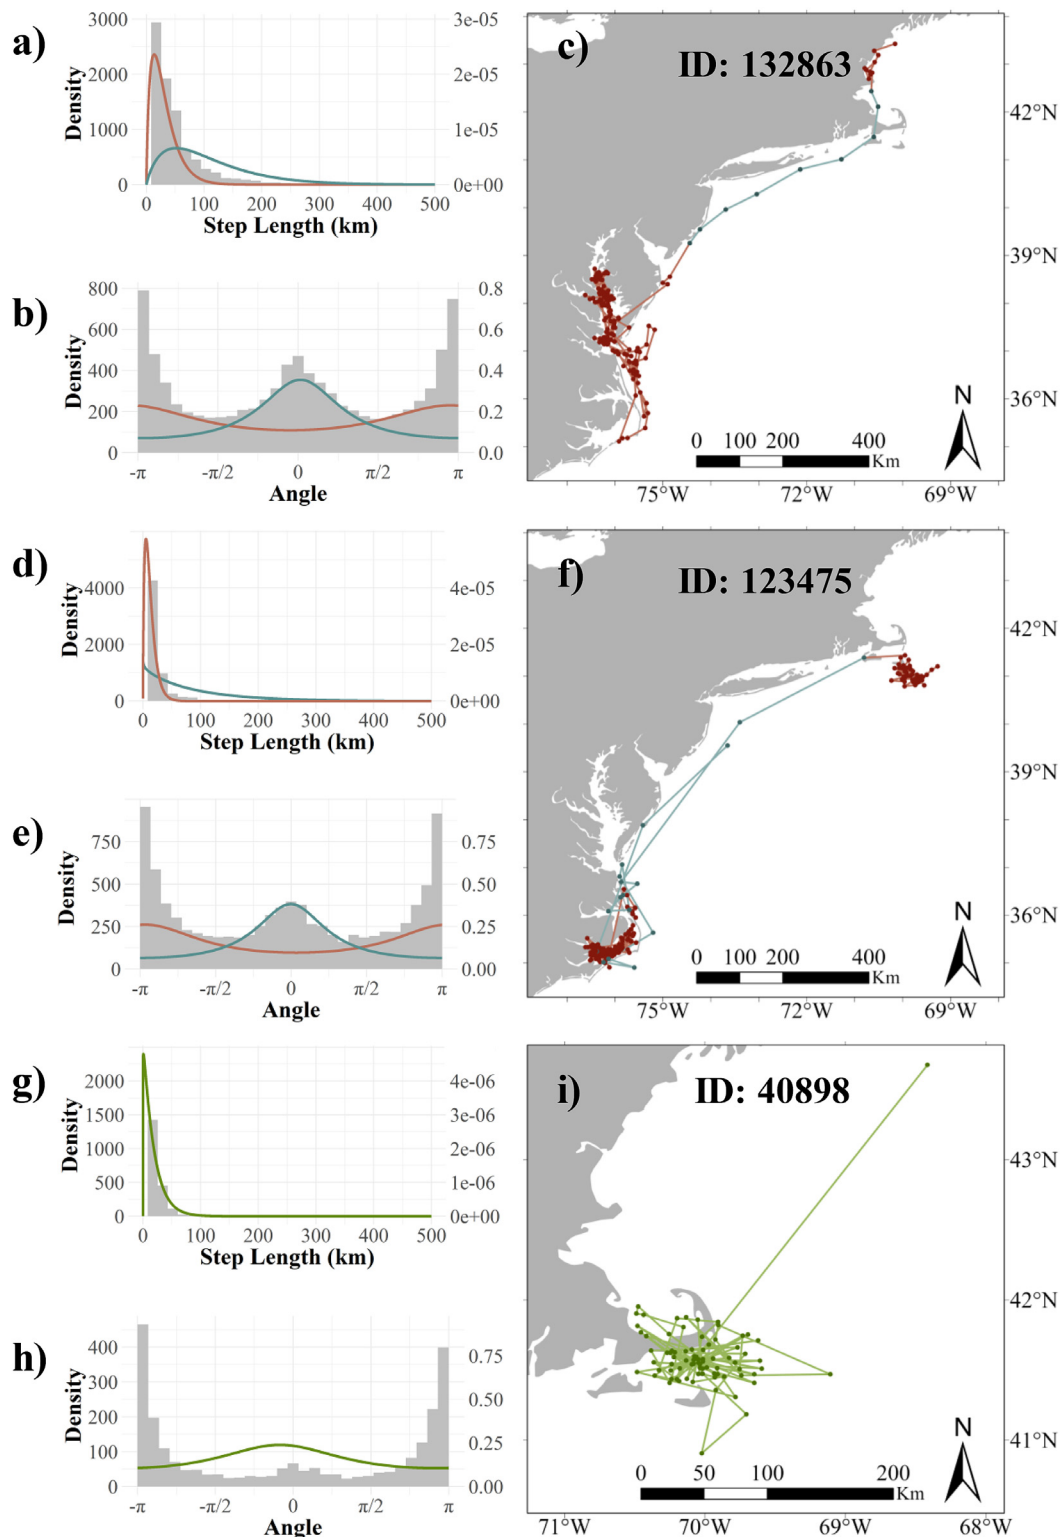 a)
3000
2000
1000
0
Density
3e-05
2e-05
1e-05
0e+00
0 100 200 300 400 500
Step Length (km)
b)
800
600
400
200
0
Density
0.8
0.6
0.4
0.2
0.0
-π -π/2 0 π/2 π
Angle
c)
ID: 132863
42°N
39°N
36°N
N
0 100 200 400
Km
75°W 72°W 69°W
d)
4000
2000
0
Density
4e-05
2e-05
0e+00
0 100 200 300 400 500
Step Length (km)
e)
750
500
250
0
Density
0.75
0.50
0.25
0.00
-π -π/2 0 π/2 π
Angle
f)
ID: 123475
42°N
39°N
36°N
N
0 100 200 400
Km
75°W 72°W 69°W
g)
2000
1500
1000
500
0
Density
4e-06
3e-06
2e-06
1e-06
0e+00
0 100 200 300 400 500
Step Length (km)
h)
400
300
200
100
0
Density
0.75
0.50
0.25
0.00
-π -π/2 0 π/2 π
Angle
i)
ID: 40898
43°N
42°N
41°N
N
0 50 100 200
Km
71°W 70°W 69°W 68°W